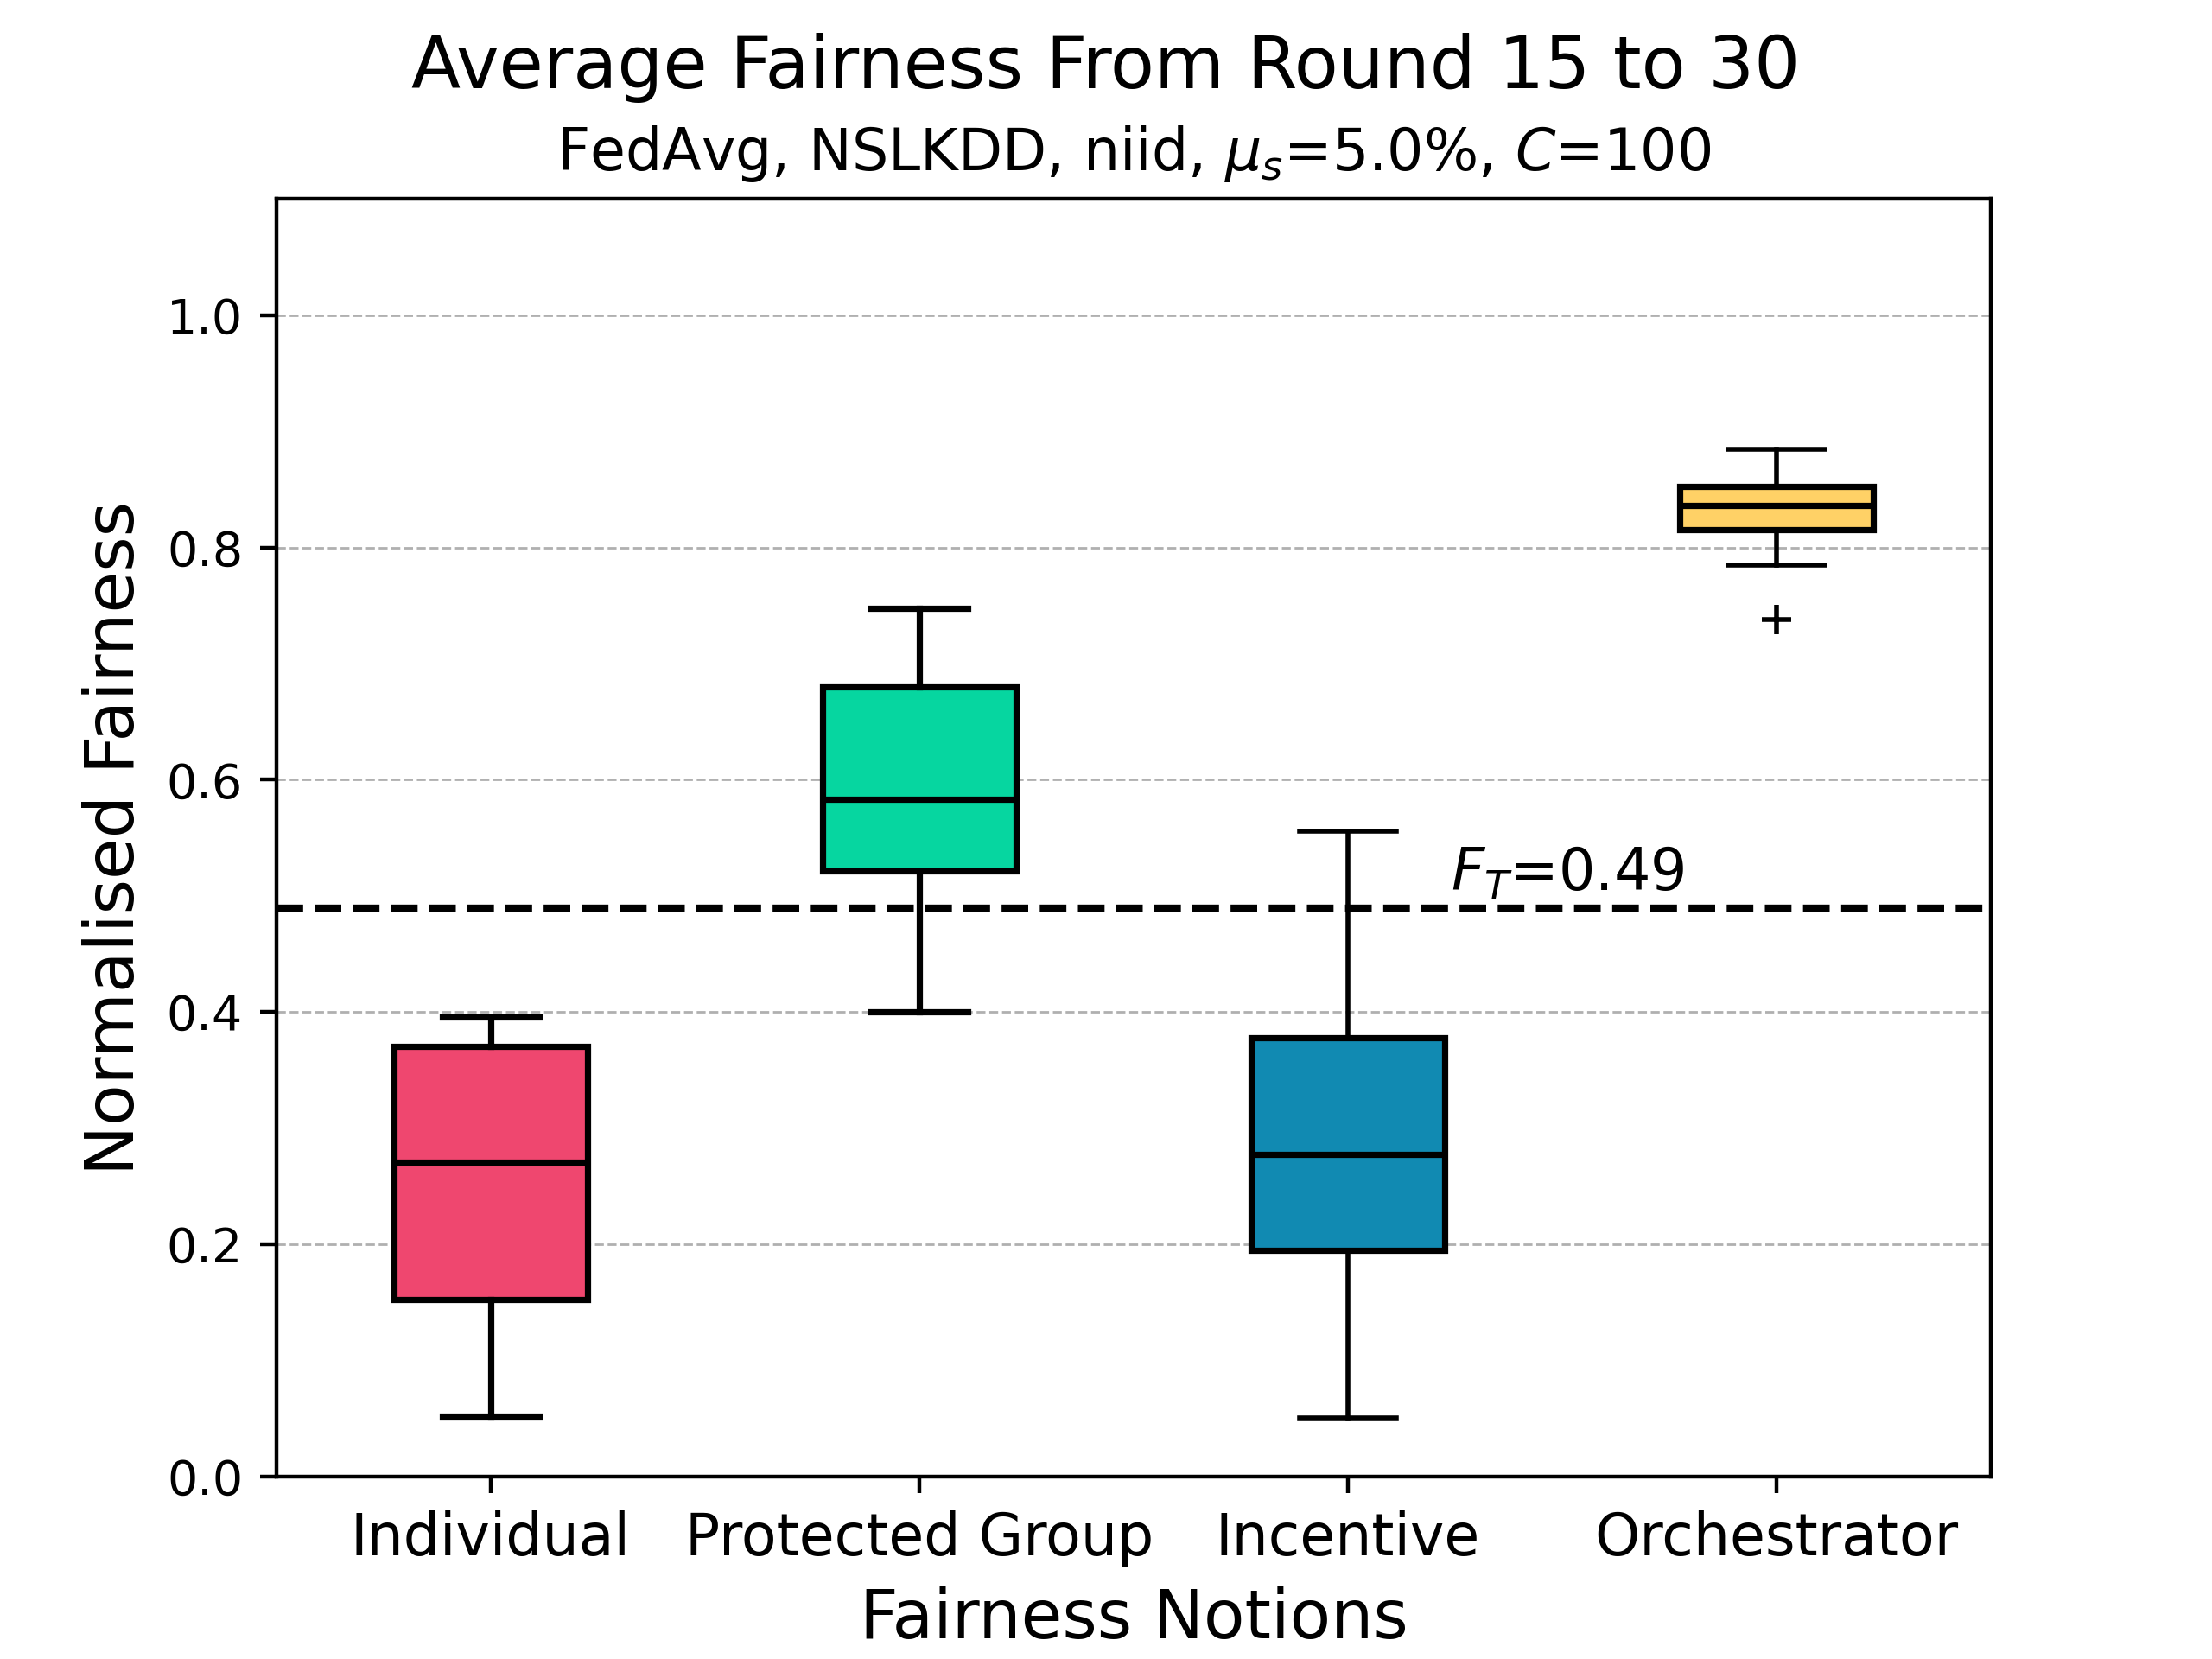 Average Fairness From Round 15 to 30
FedAvg, NSLKDD, niid, μₛ=5.0%, C=100
Normalised Fairness
1.0
0.8
0.6
0.4
0.2
0.0
F_T=0.49
Individual Protected Group Incentive Orchestrator
Fairness Notions